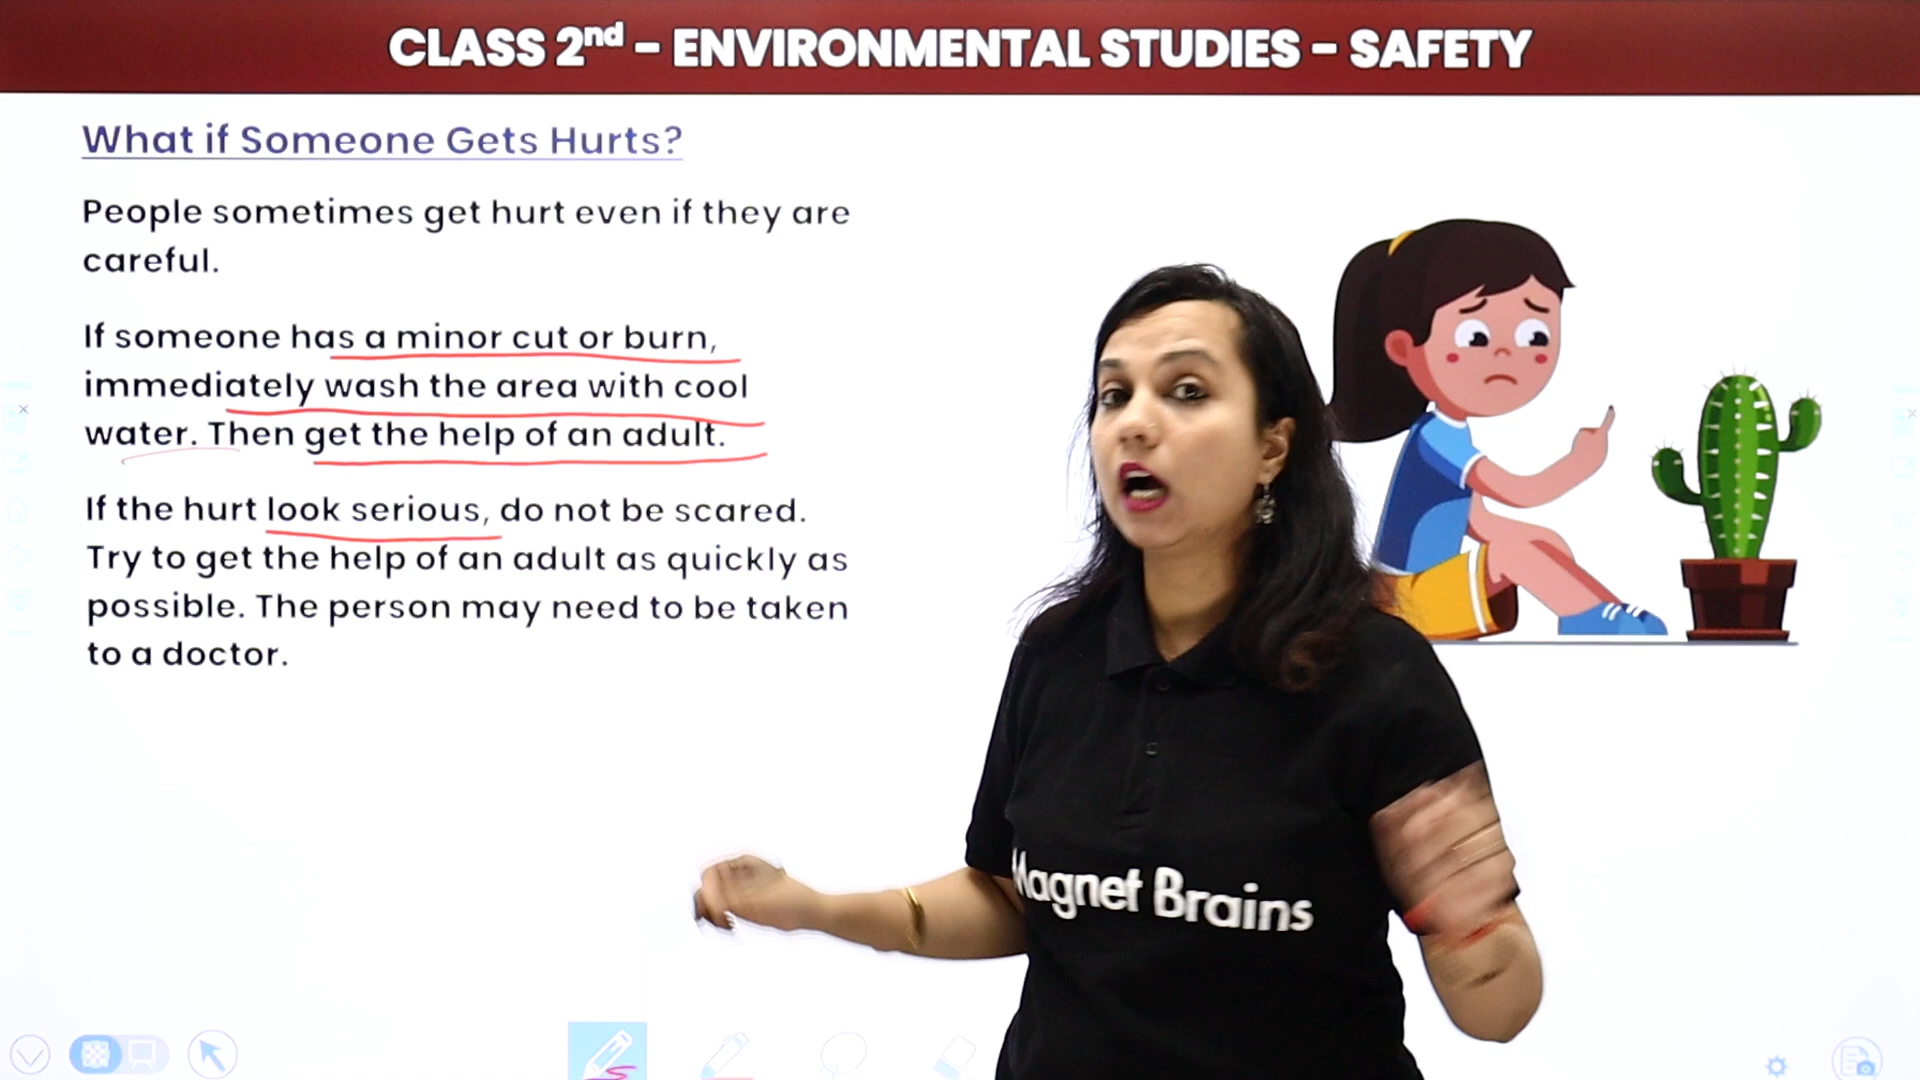 CLASS 2nd - ENVIRONMENTAL STUDIES - SAFETY
What if Someone Gets Hurts?
People sometimes get hurt even if they are
careful.
If someone has a minor cut or burn,
immediately wash the area with cool
water. Then get the help of an adult.
If the hurt look serious, do not be scared.
Try to get the help of an adult as quickly as
possible. The person may need to be taken
to a doctor.
Magnet Brains